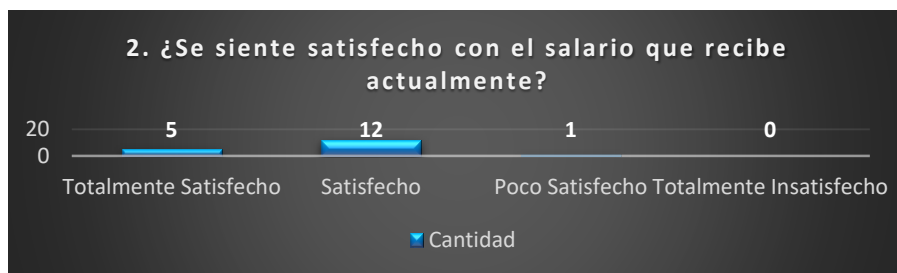 2. ¿Se siente satisfecho con el salario que recibe
actualmente?
20
5
12
1
0
0
Totalmente Satisfecho
Satisfecho
Poco Satisfecho
Totalmente Insatisfecho
Cantidad